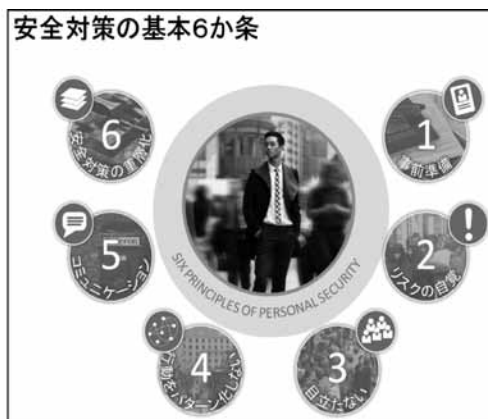 安全対策の基本6か条
1
事前準備
2
リスクの自覚
3
目立たない
4
行動をパターン化しない
5
コミュニケーション
6
安全対策の重層化
SIX PRINCIPLES OF PERSONAL SECURITY